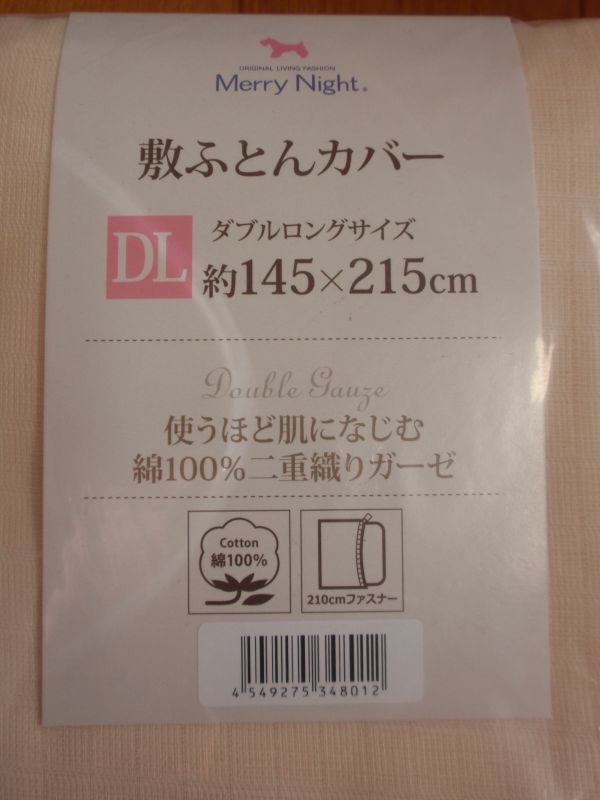 ORIGINAL LIVING FASHION
Merry Night®
敷ふとんカバー
DL
ダブルロングサイズ
約145×215cm
Double Gauze
使うほど肌になじむ
綿100%二重織りガーゼ
Cotton
綿100%
210cmファスナー
4 549275 348012